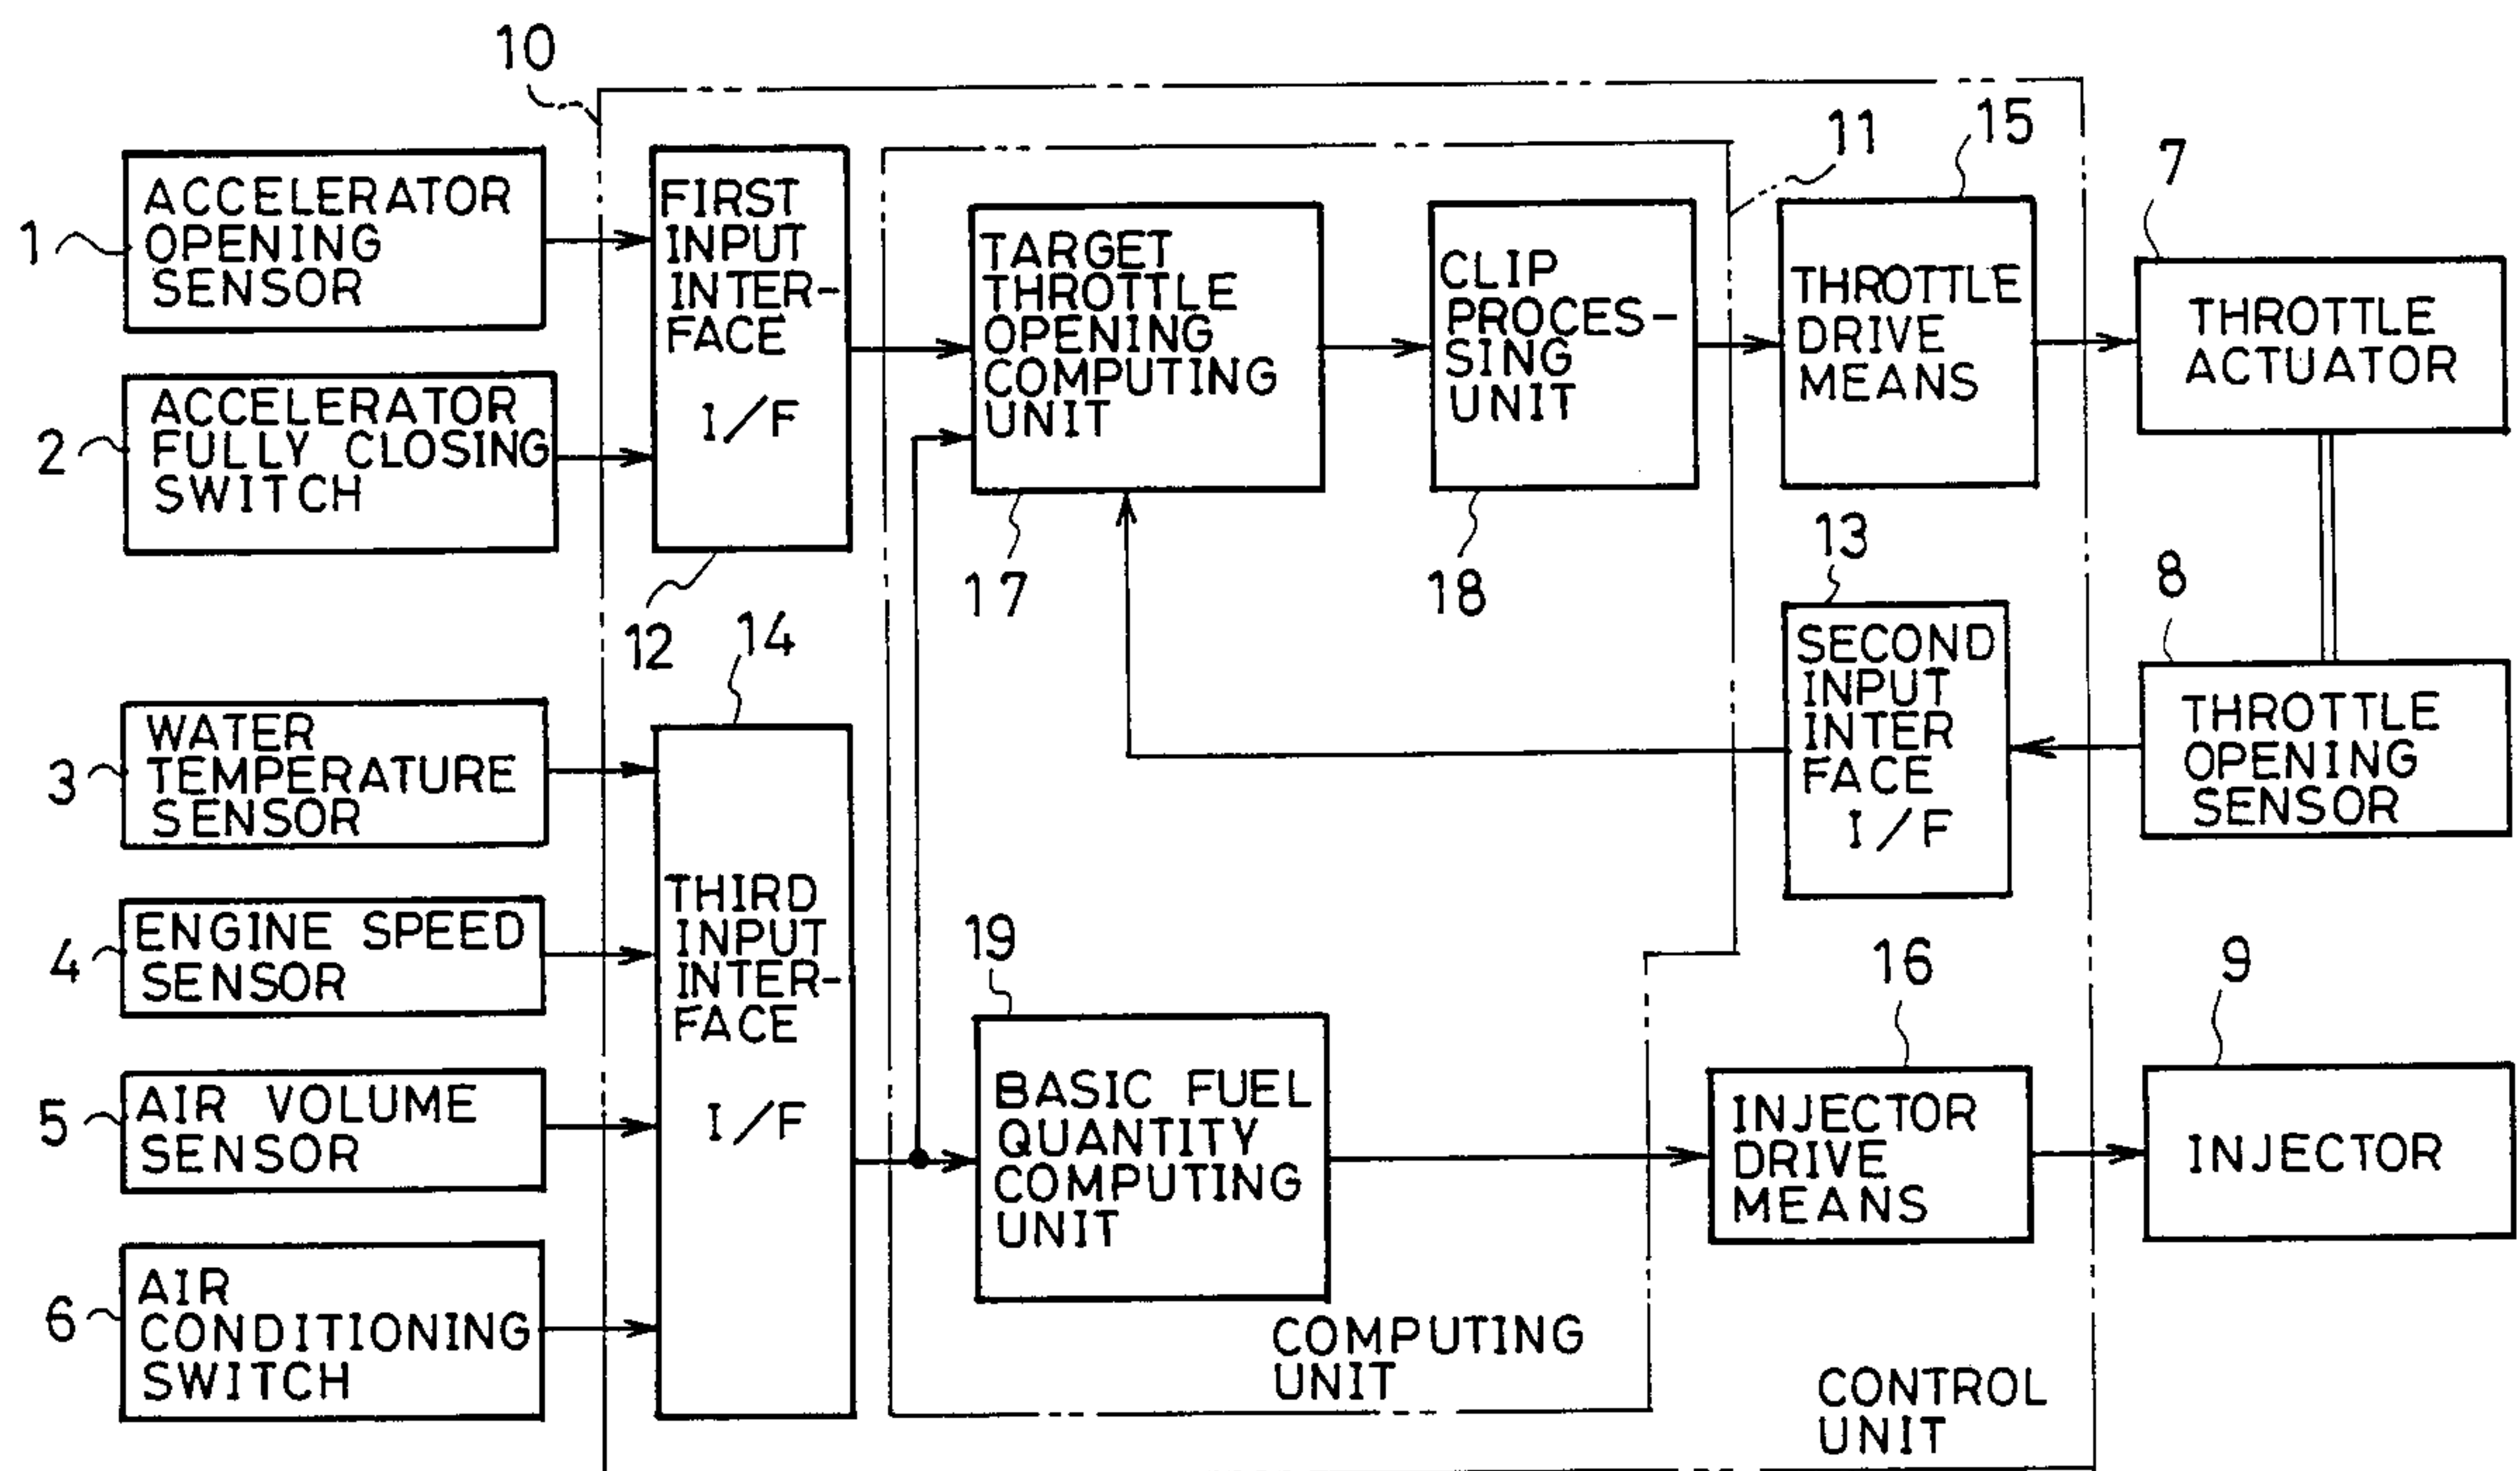 10
11
15
7
1
ACCELERATOR
OPENING
SENSOR
FIRST
INPUT
INTER-
FACE
I/F
TARGET
THROTTLE
OPENING
COMPUTING
UNIT
CLIP
PROCES-
SING
UNIT
THROTTLE
DRIVE
MEANS
THROTTLE
ACTUATOR
2
ACCELERATOR
FULLY CLOSING
SWITCH
12
14
17
18
13
8
SECOND
INPUT
INTER
FACE
I/F
THROTTLE
OPENING
SENSOR
3
WATER
TEMPERATURE
SENSOR
4
ENGINE SPEED
SENSOR
THIRD
INPUT
INTER-
FACE
I/F
19
16
9
5
AIR VOLUME
SENSOR
BASIC FUEL
QUANTITY
COMPUTING
UNIT
INJECTOR
DRIVE
MEANS
INJECTOR
6
AIR
CONDITIONING
SWITCH
COMPUTING
UNIT
CONTROL
UNIT